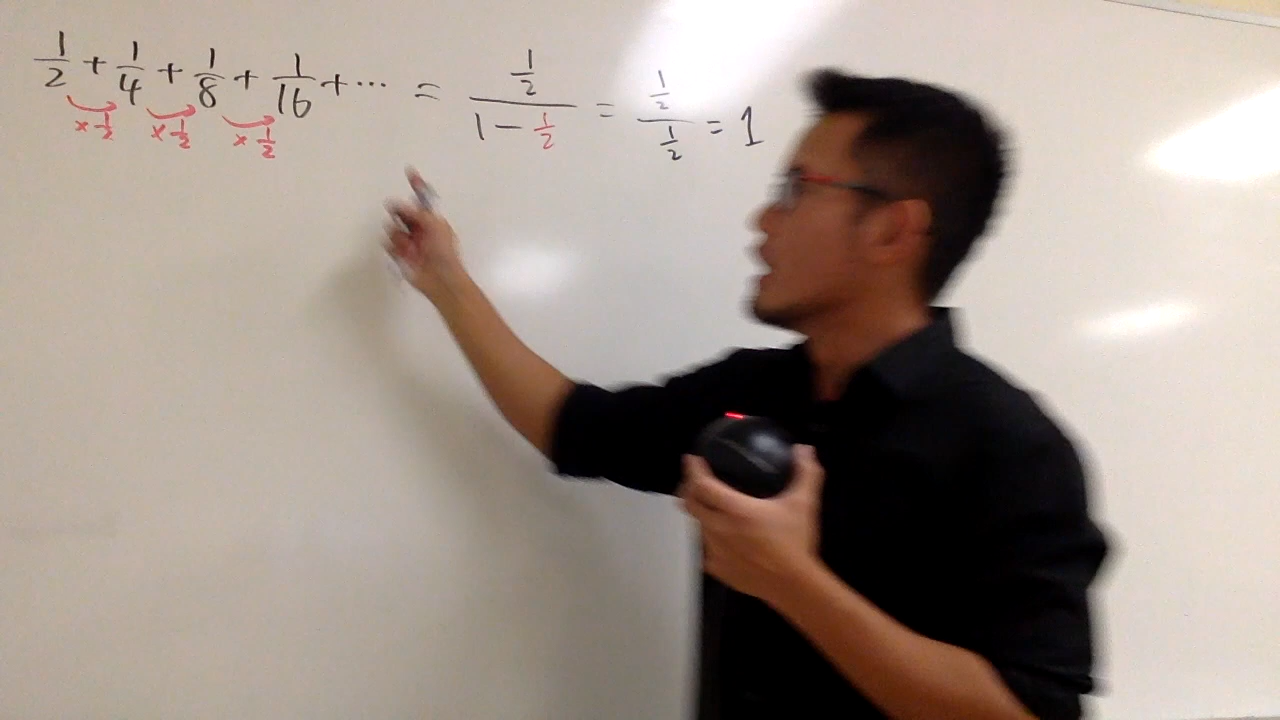 1/2 + 1/4 + 1/8 + 1/16 + ... = (1/2)/(1 - 1/2) = (1/2)/(1/2) = 1
×1/2 ×1/2 ×1/2